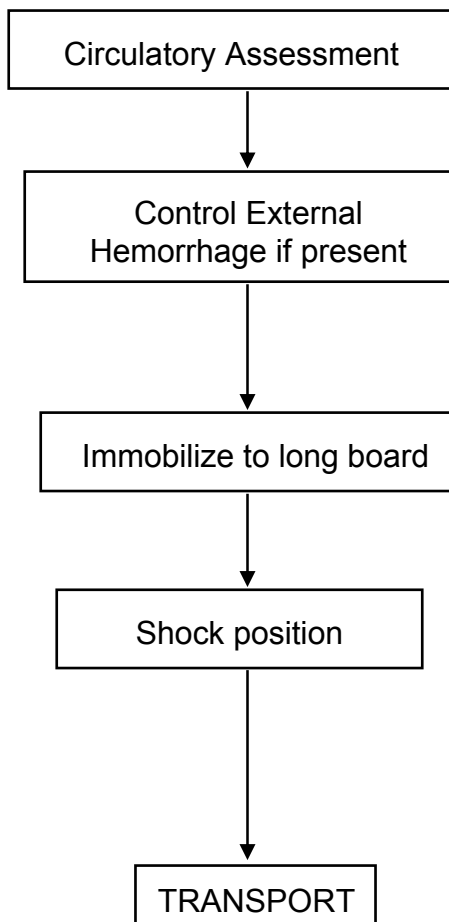 Circulatory Assessment
Control External
Hemorrhage if present
Immobilize to long board
Shock position
TRANSPORT